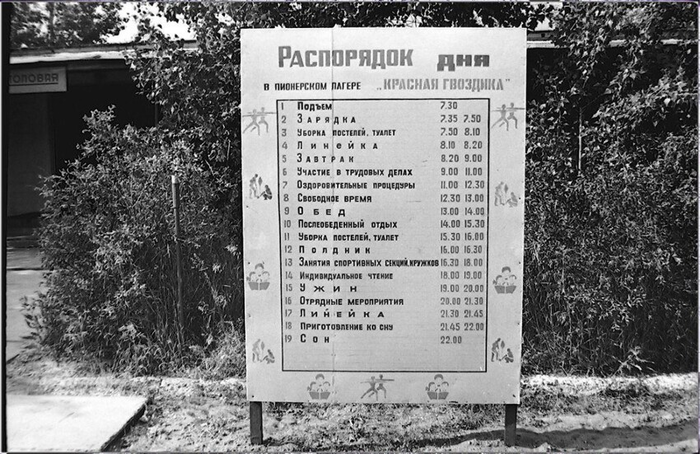 ОЛОВАЯ
РАСПОРЯДОК ДНЯ
В ПИОНЕРСКОМ ЛАГЕРЕ „КРАСНАЯ ГВОЗДИКА”
1 ПОДЪЕМ 7.30
2 ЗАРЯДКА 7.35 7.50
3 УБОРКА ПОСТЕЛЕЙ, ТУАЛЕТ 7.50 8.10
4 ЛИНЕЙКА 8.10 8.20
5 ЗАВТРАК 8.20 9.00
6 УЧАСТИЕ В ТРУДОВЫХ ДЕЛАХ 9.00 11.00
7 ОЗДОРОВИТЕЛЬНЫЕ ПРОЦЕДУРЫ 11.00 12.30
8 СВОБОДНОЕ ВРЕМЯ 12.30 13.00
9 ОБЕД 13.00 14.00
10 ПОСЛЕОБЕДЕННЫЙ ОТДЫХ 14.00 15.30
11 УБОРКА ПОСТЕЛЕЙ, ТУАЛЕТ 15.30 16.00
12 ПОЛДНИК 16.00 16.30
13 ЗАНЯТИЯ СПОРТИВНЫХ СЕКЦИЙ, КРУЖКОВ 16.30 18.00
14 ИНДИВИДУАЛЬНОЕ ЧТЕНИЕ 18.00 19.00
15 УЖИН 19.00 20.00
16 ОТРЯДНЫЕ МЕРОПРИЯТИЯ 20.00 21.30
17 ЛИНЕЙКА 21.30 21.45
18 ПРИГОТОВЛЕНИЕ КО СНУ 21.45 22.00
19 СОН 22.00